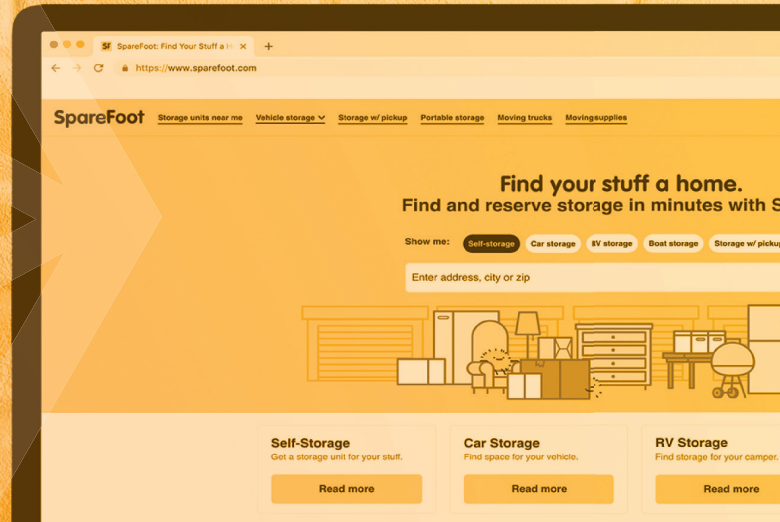 SF SpareFoot: Find Your Stuff a H
https://www.sparefoot.com
SpareFoot Storage units near me Vehicle storage Storage w/ pickup Portable storage Moving trucks Movingsupplies
Find your stuff a home.
Find and reserve storage in minutes with S
Show me: Self-storage Car storage RV storage Boat storage Storage w/ pickup
Enter address, city or zip
Self-Storage Car Storage RV Storage
Get a storage unit for your stuff. Find space for your vehicle. Find storage for your camper.
Read more Read more Read more